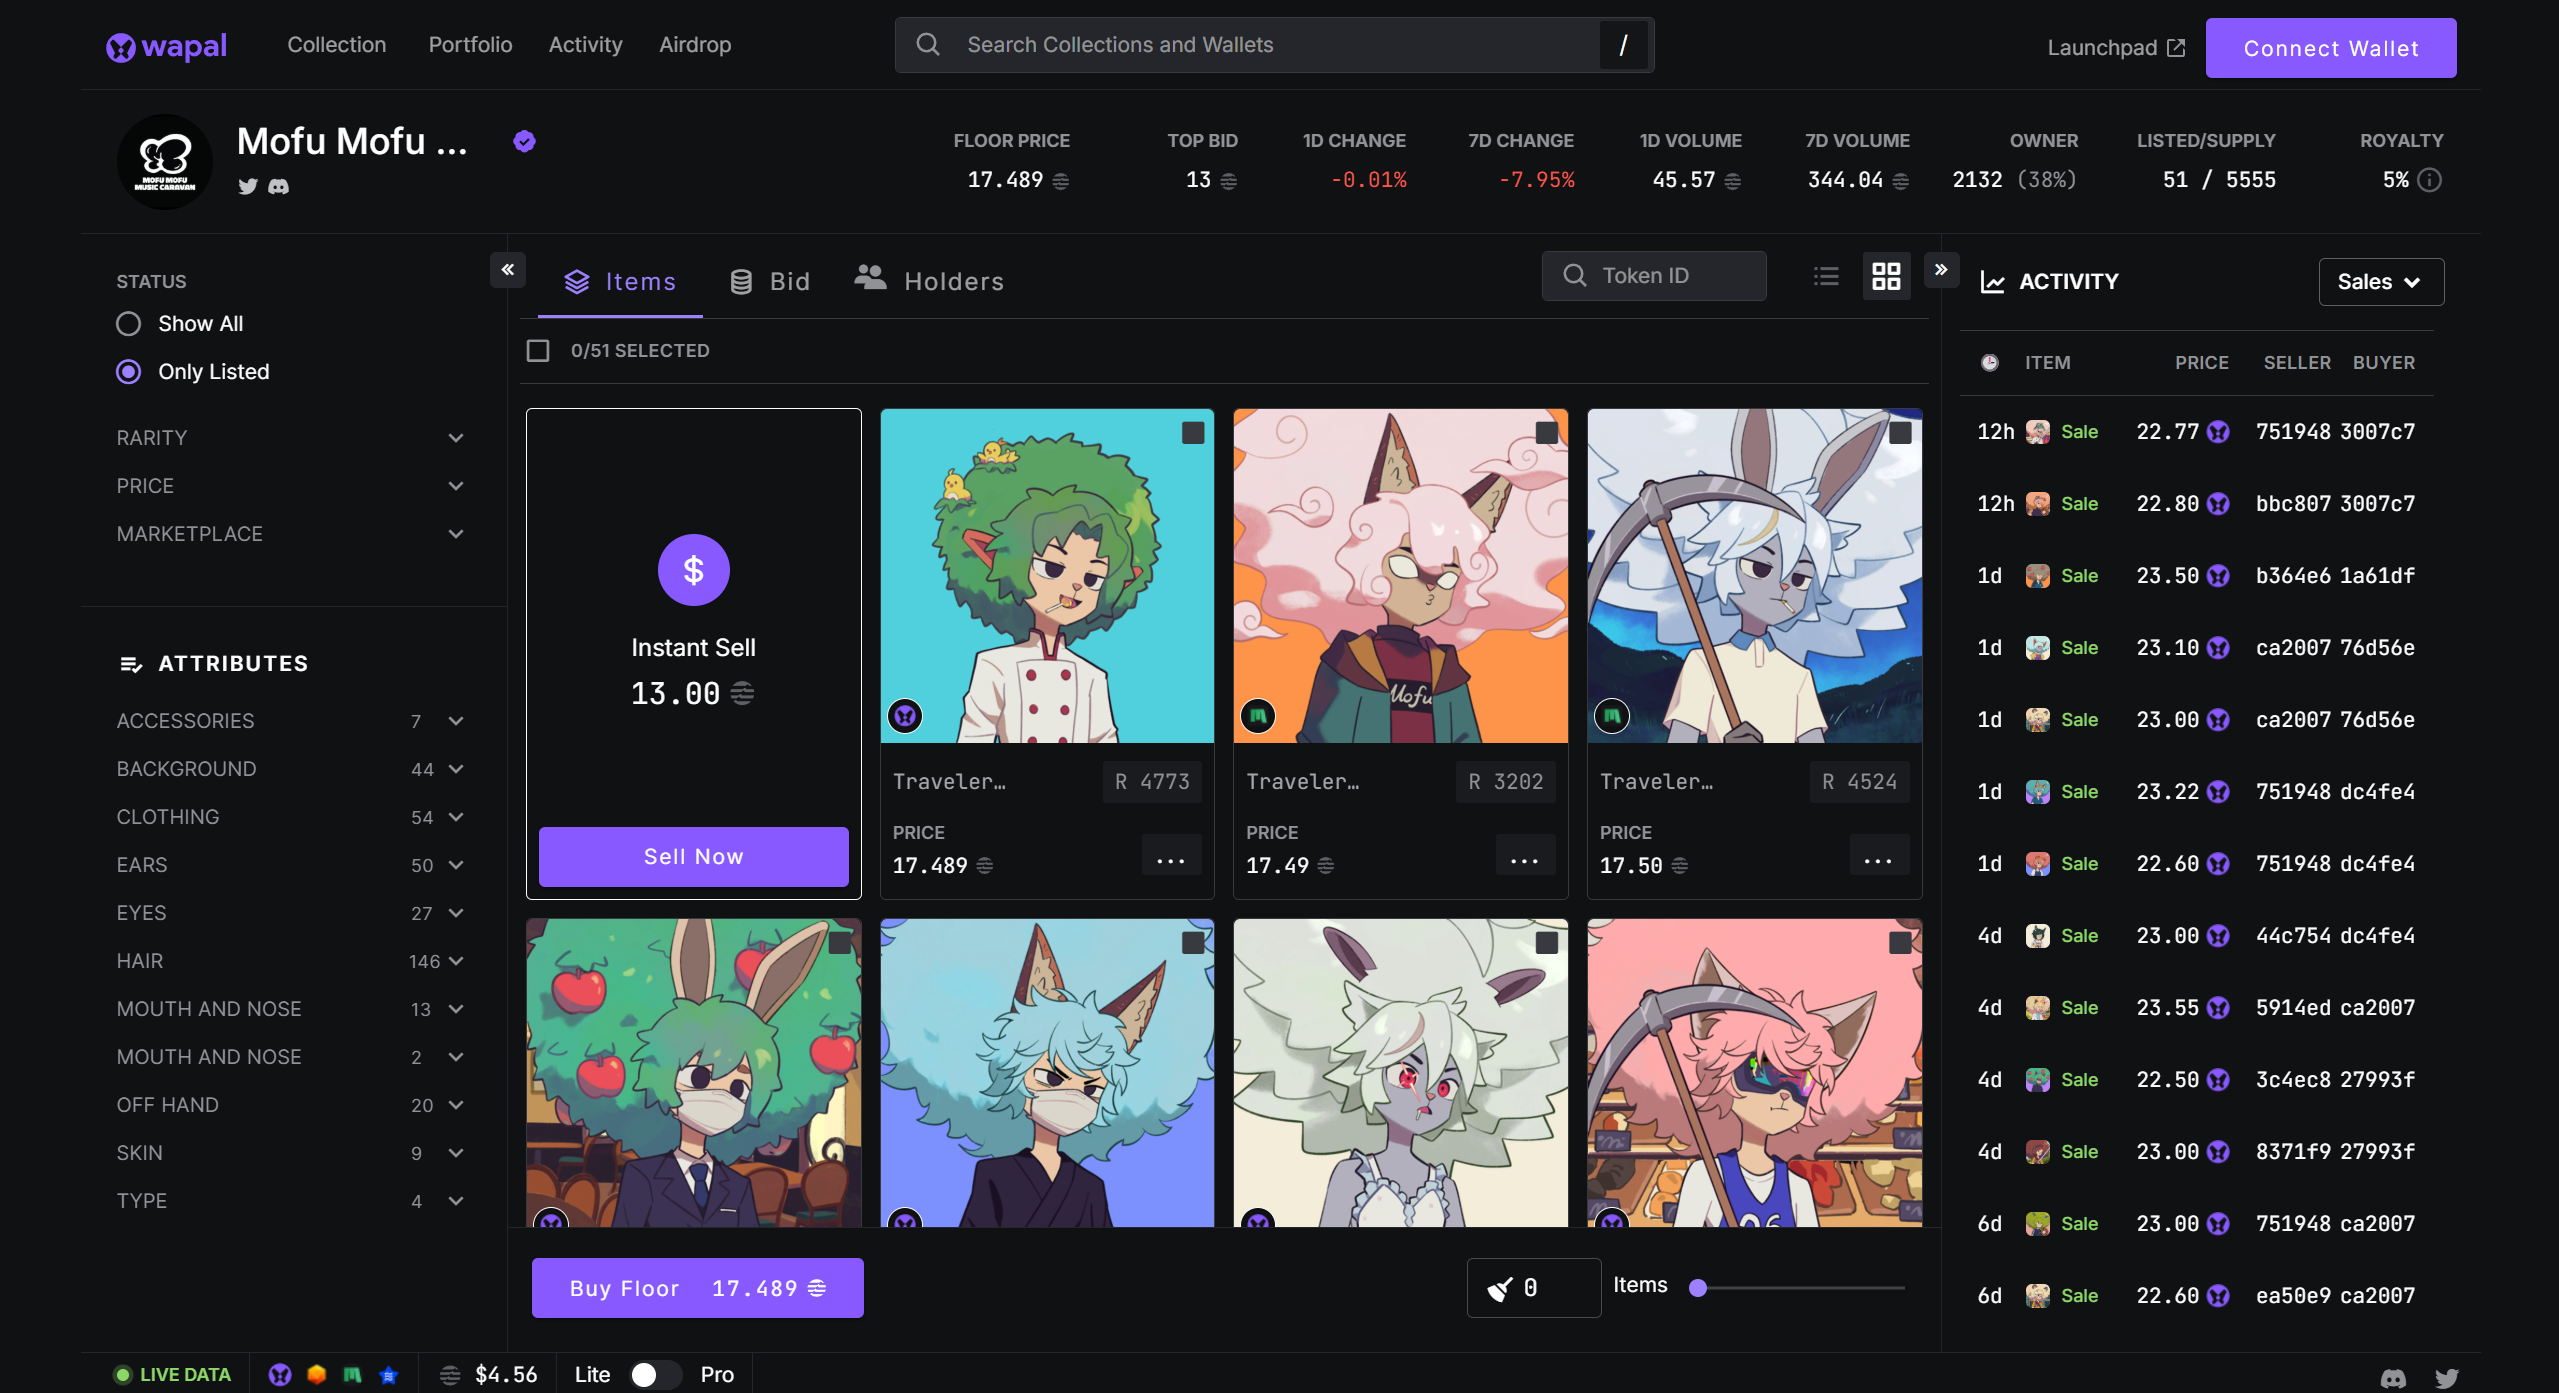 wapal
Collection
Portfolio
Activity
Airdrop
Search Collections and Wallets
/
Launchpad
Connect Wallet
MOFU MOFU
MUSIC CARAVAN
Mofu Mofu ...
FLOOR PRICE
17.489
TOP BID
13
1D CHANGE
-0.01%
7D CHANGE
-7.95%
1D VOLUME
45.57
7D VOLUME
344.04
OWNER
2132 (38%)
LISTED/SUPPLY
51 / 5555
ROYALTY
5%
STATUS
Show All
Only Listed
RARITY
PRICE
MARKETPLACE
ATTRIBUTES
ACCESSORIES 7
BACKGROUND 44
CLOTHING 54
EARS 50
EYES 27
HAIR 146
MOUTH AND NOSE 13
MOUTH AND NOSE 2
OFF HAND 20
SKIN 9
TYPE 4
Items
Bid
Holders
Token ID
0/51 SELECTED
$
Instant Sell
13.00
Sell Now
Traveler… R 4773
PRICE
17.489
...
Mofu
Traveler… R 3202
PRICE
17.49
...
Traveler… R 4524
PRICE
17.50
...
06
Buy Floor 17.489
0
Items
ACTIVITY
Sales
ITEM PRICE SELLER BUYER
12h Sale 22.77 751948 3007c7
12h Sale 22.80 bbc807 3007c7
1d Sale 23.50 b364e6 1a61df
1d Sale 23.10 ca2007 76d56e
1d Sale 23.00 ca2007 76d56e
1d Sale 23.22 751948 dc4fe4
1d Sale 22.60 751948 dc4fe4
4d Sale 23.00 44c754 dc4fe4
4d Sale 23.55 5914ed ca2007
4d Sale 22.50 3c4ec8 27993f
4d Sale 23.00 8371f9 27993f
6d Sale 23.00 751948 ca2007
6d Sale 22.60 ea50e9 ca2007
LIVE DATA
$4.56
Lite
Pro